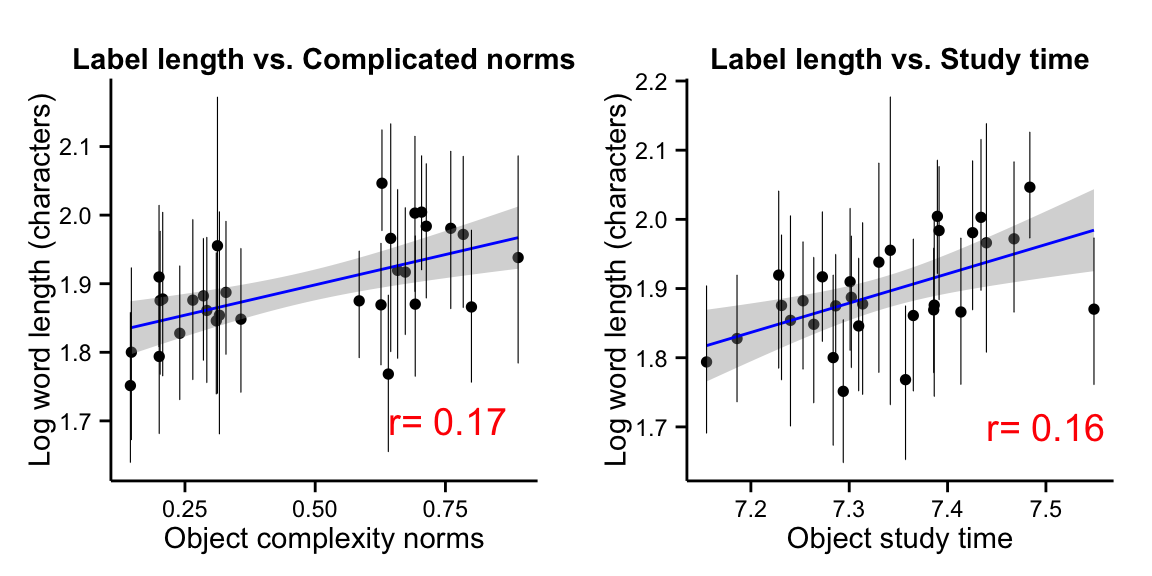 Label length vs. Complicated norms
Log word length (characters)
2.1
2.0
1.9
1.8
1.7
r= 0.17
0.25 0.50 0.75
Object complexity norms
Label length vs. Study time
Log word length (characters)
2.2
2.1
2.0
1.9
1.8
1.7
r= 0.16
7.2 7.3 7.4 7.5
Object study time